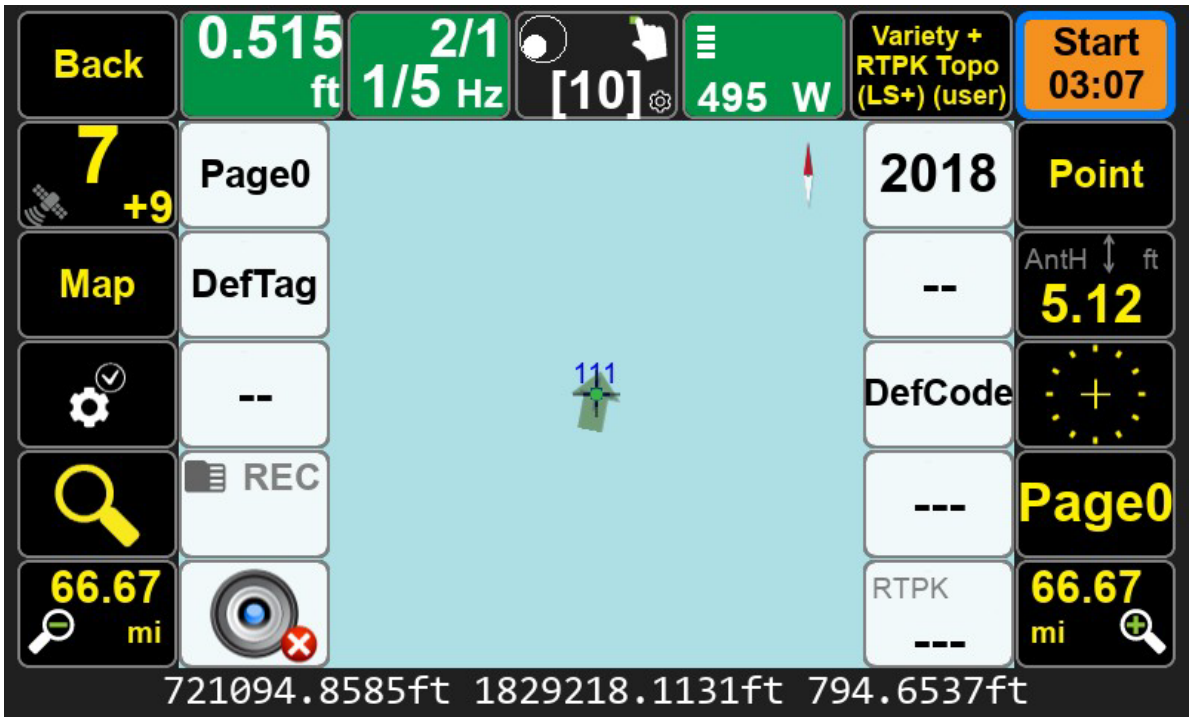 Back
0.515
ft
2/1
1/5 Hz
[10]
495 W
Variety +
RTPK Topo
(LS+) (user)
Start
03:07
7
+9
Page0
2018
Point
Map
DefTag
--
AntH ft
5.12
--
111
DefCode
REC
---
Page0
66.67
mi
RTPK
---
66.67
mi
721094.8585ft 1829218.1131ft 794.6537ft